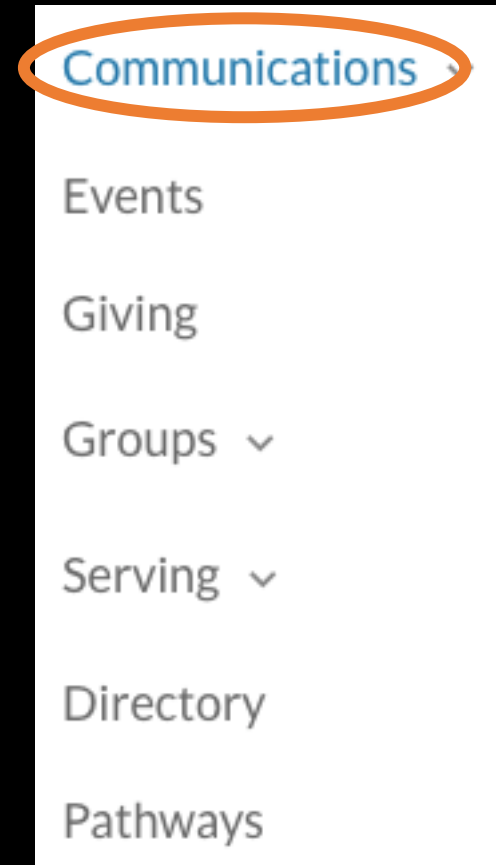 Communications
Events
Giving
Groups
Serving
Directory
Pathways